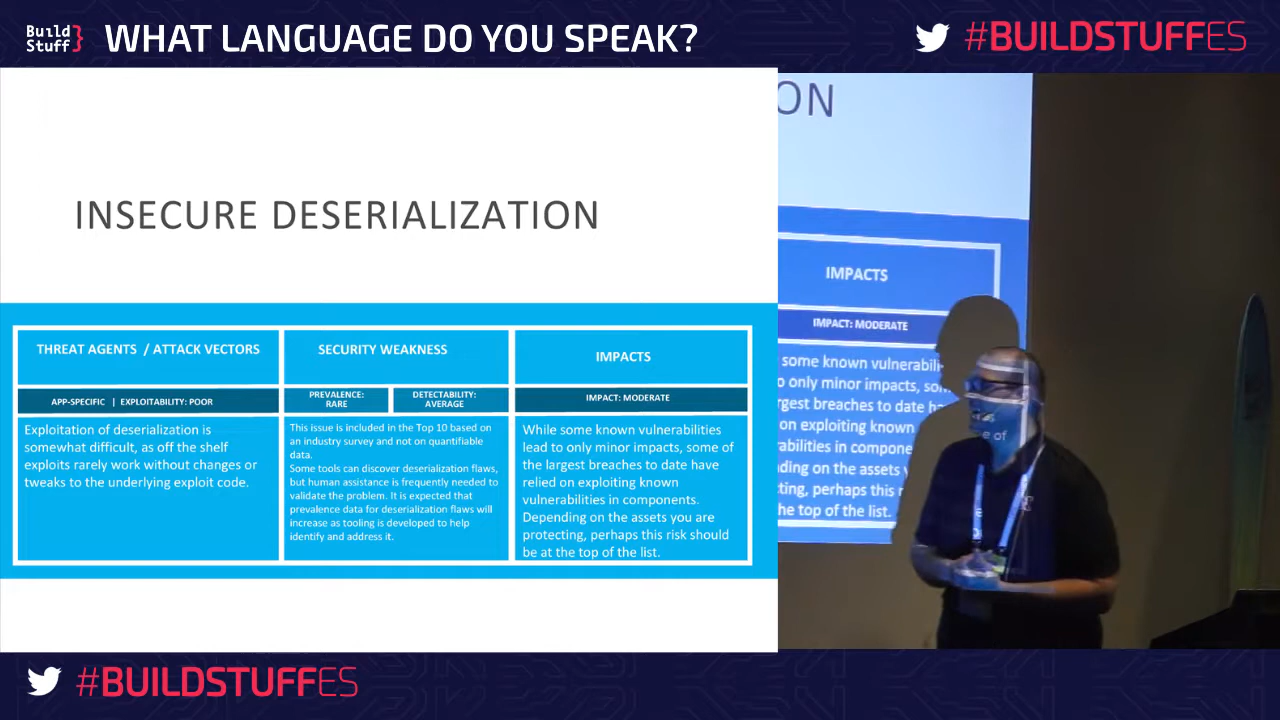 Build
Stuff}
WHAT LANGUAGE DO YOU SPEAK?
#BUILDSTUFFES
INSECURE DESERIALIZATION
THREAT AGENTS / ATTACK VECTORS
SECURITY WEAKNESS
IMPACTS
APP-SPECIFIC | EXPLOITABILITY: POOR
PREVALENCE:
RARE
DETECTABILITY:
AVERAGE
IMPACT: MODERATE
Exploitation of deserialization is
somewhat difficult, as off the shelf
exploits rarely work without changes or
tweaks to the underlying exploit code.
This issue is included in the Top 10 based on
an industry survey and not on quantifiable
data.
Some tools can discover deserialization flaws,
but human assistance is frequently needed to
validate the problem. It is expected that
prevalence data for deserialization flaws will
increase as tooling is developed to help
identify and address it.
While some known vulnerabilities
lead to only minor impacts, some of
the largest breaches to date have
relied on exploiting known
vulnerabilities in components.
Depending on the assets you are
protecting, perhaps this risk should
be at the top of the list.
ON
IMPACTS
IMPACT: MODERATE
some known vulnerabili
o only minor impacts, som
rgest breaches to date ha
on exploiting known
abilities in compone
ding on the assets
cting, perhaps this r
he top of the list.
e of
#BUILDSTUFFES